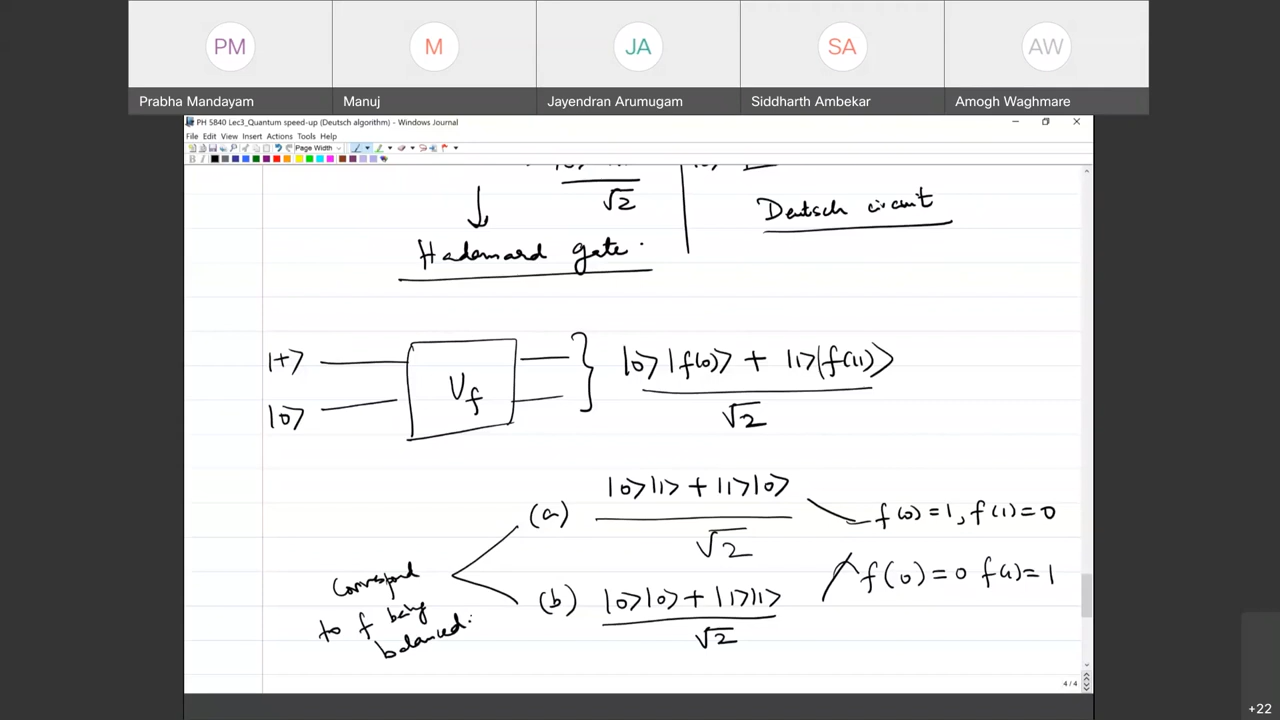 PM
M
JA
SA
AW
Prabha Mandayam
Manuj
Jayendran Arumugam
Siddharth Ambekar
Amogh Waghmare
PH 5840 Lec3_Quantum speed-up (Deutsch algorithm) - Windows Journal
File Edit View Insert Actions Tools Help
Page Width
B I
√2
Deutsch circuit
Hadamard gate.
|+>
|0>
U_f
|0>|f(0)> + |1>|f(1)>
√2
(a) |0>|1> + |1>|0>
√2
f(0)=1, f(1)=0
Correspond
to f being
balanced.
(b) |0>|0> + |1>|1>
√2
f(0)=0 f(1)=1
4 / 4
+22